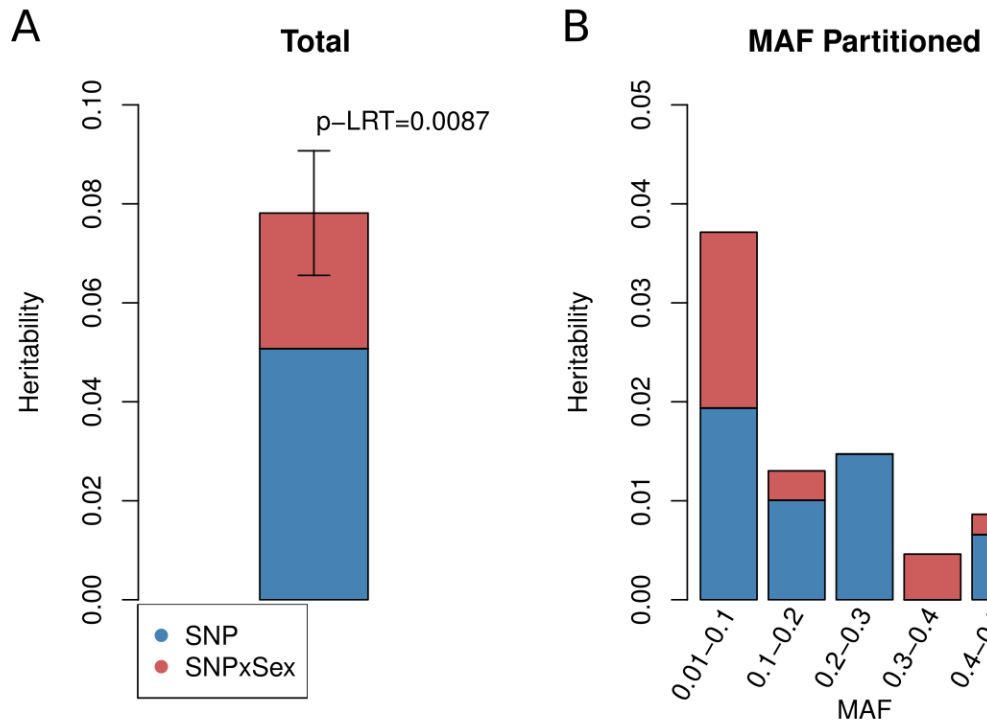 A
Total
p-LRT=0.0087
Heritability
0.10
0.08
0.06
0.04
0.02
0.00
SNP
SNPxSex
B
MAF Partitioned
Heritability
0.05
0.04
0.03
0.02
0.01
0.00
0.01-0.1
0.1-0.2
0.2-0.3
0.3-0.4
MAF